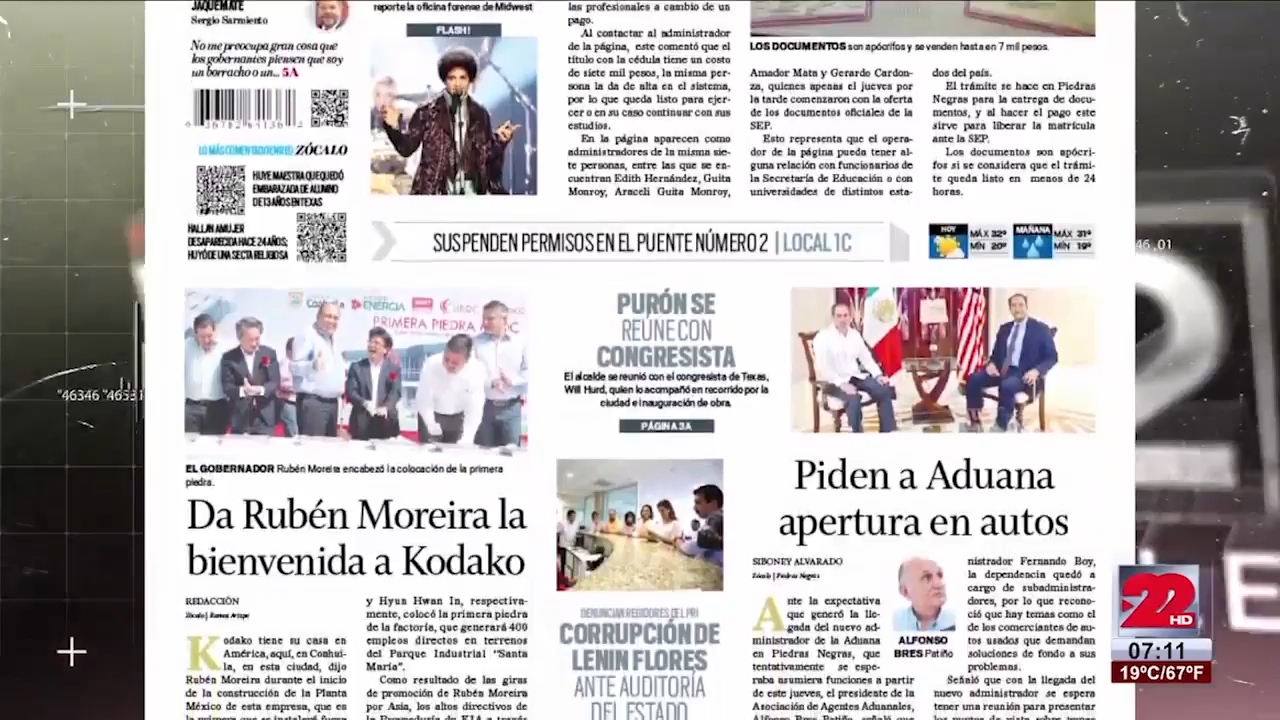 JAQUE MATE
Sergio Sarmiento
No me preocupa gran cosa que
los gobernantes piensen que soy
un borracho o un... 5A
ZÓCALO
HUYE MAESTRA QUE QUEDÓ
EMBARAZADA DE ALUMNO
DE 13 AÑOS EN TEXAS
HALLAN A MUJER
DESAPARECIDA HACE 24 AÑOS;
HUYÓ DE UNA SECTA RELIGIOSA
reporte la oficina forense de Midwest
FLASH!
las profesionales a cambio de un
pago.
Al contactar al administrador
de la página, este comentó que el
título con la cédula tiene un costo
de siete mil pesos, la misma per-
sona la da de alta en el sistema,
por lo que queda listo para ejer-
cer o en su caso continuar con sus
estudios.
En la página aparecen como
administradores de la misma sie-
te personas, entre las que se en-
cuentran Edith Hernández, Guita
Monroy, Araceli Guita Monroy,
LOS DOCUMENTOS son apócrifos y se venden hasta en 7 mil pesos.
Amador Mata y Gerardo Cardon-
za, quienes apenas el jueves por
la tarde comenzaron con la oferta
de los documentos oficiales de la
SEP.
Esto representa que el opera-
dor de la página pueda tener al-
guna relación con funcionarios de
la Secretaría de Educación o con
universidades de distintos esta-
dos del país.
El trámite se hace en Piedras
Negras para la entrega de docu-
mentos, y al hacer el pago este
sirve para liberar la matrícula
ante la SEP.
Los documentos son apócri-
fos si se considera que el trámi-
te queda listo en menos de 24
horas.
SUSPENDEN PERMISOS EN EL PUENTE NÚMERO 2 | LOCAL 1C
HOY
MÁX 32º
MÍN 20º
MAÑANA
MÁX 31º
MÍN 19º
Coahuila
ENERGÍA
PRIMERA PIEDRA
EL GOBERNADOR Rubén Moreira encabezó la colocación de la primera
piedra.
Da Rubén Moreira la
bienvenida a Kodako
REDACCIÓN
Kodako tiene su casa en
América, aquí, en Coahui-
la, en esta ciudad, dijo
Rubén Moreira durante el inicio
de la construcción de la Planta
México de esta empresa, que en
y Hyun Hwan In, respectiva-
mente, colocó la primera piedra
de la factoría, que generará 400
empleos directos en terrenos
del Parque Industrial “Santa
María”.
Como resultado de las giras
de promoción de Rubén Moreira
por Asia, los altos directivos de
PURÓN SE
REÚNE CON
CONGRESISTA
El alcalde se reunió con el congresista de Texas,
Will Hurd, quien lo acompañó en recorrido por la
ciudad e inauguración de obra.
PÁGINA 3A
DENUNCIAN REGIDORES DEL PRI
CORRUPCIÓN DE
LENIN FLORES
ANTE AUDITORÍA
DEL ESTADO
Piden a Aduana
apertura en autos
SIBONEY ALVARADO
Zócalo | Piedras Negras
Ante la expectativa
que generó la lle-
gada del nuevo ad-
ministrador de la Aduana
en Piedras Negras, que
tentativamente se espe-
raba asumiera funciones a partir
de este jueves, el presidente de la
Asociación de Agentes Aduanales,
Alfonso Bres Patiño, señaló que
ALFONSO
BRES Patiño
nistrador Fernando Boy,
la dependencia quedó a
cargo de subadministra-
dores, por lo que recono-
ció que hay temas como el
de los comerciantes de au-
tos usados que demandan
soluciones de fondo a sus
problemas.
Señaló que con la llegada del
nuevo administrador se espera
tener una reunión para presentar
"46346
46_01
22
HD
07:11
19ºC/67ºF